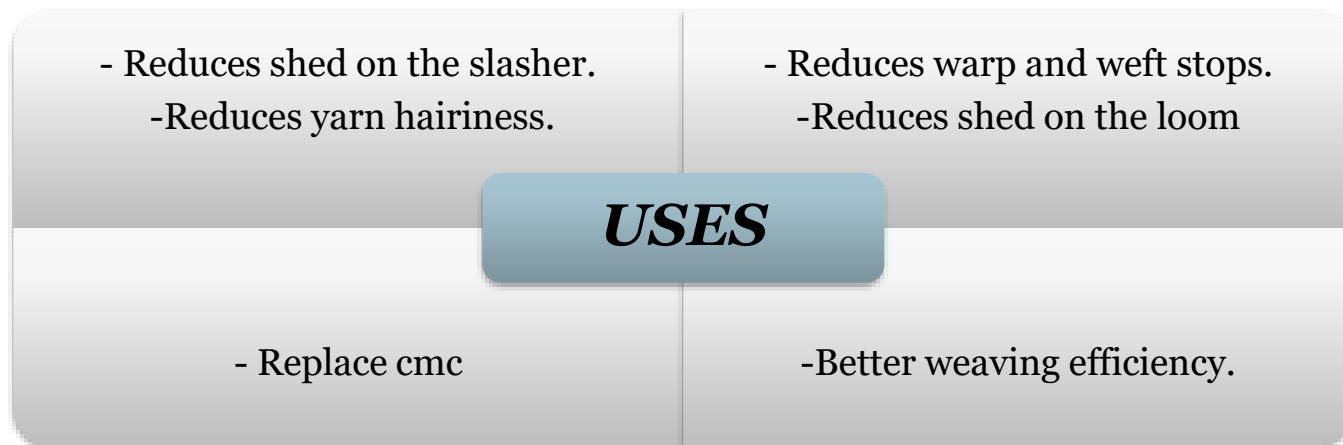 - Reduces shed on the slasher.
-Reduces yarn hairiness.
- Reduces warp and weft stops.
-Reduces shed on the loom
USES
- Replace cmc
-Better weaving efficiency.